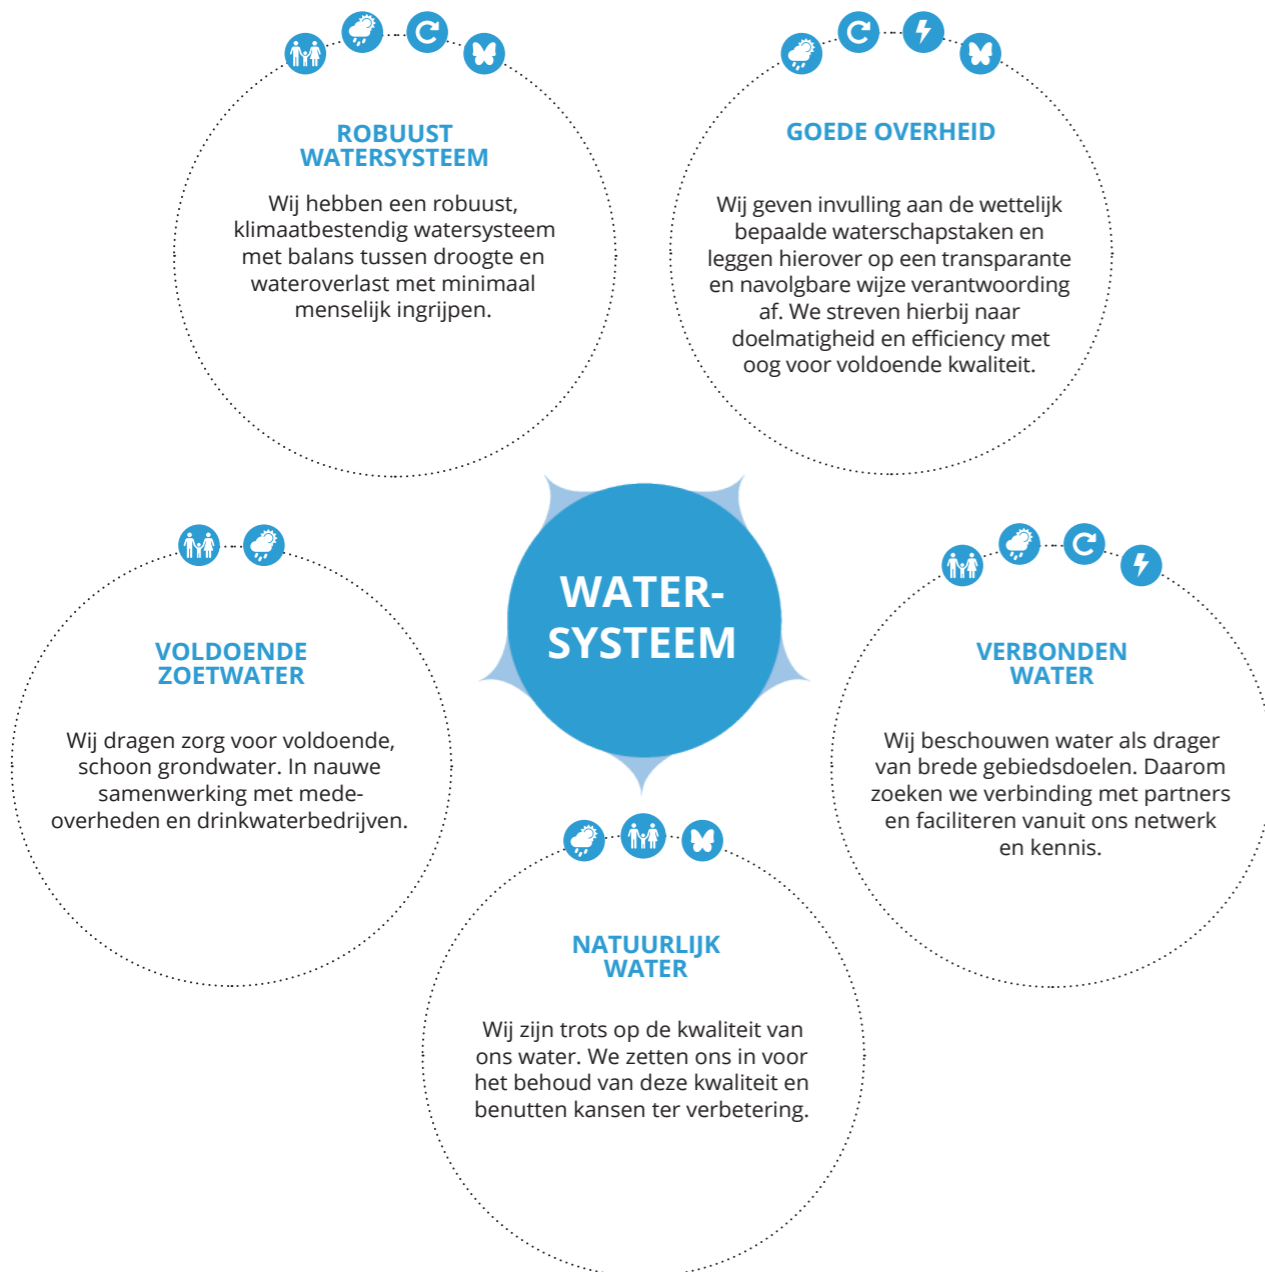 ROBUUST
WATERSYSTEEM
Wij hebben een robuust,
klimaatbestendig watersysteem
met balans tussen droogte en
wateroverlast met minimaal
menselijk ingrijpen.
GOEDE OVERHEID
Wij geven invulling aan de wettelijk
bepaalde waterschapstaken en
leggen hierover op een transparante
en navolgbare wijze verantwoording
af. We streven hierbij naar
doelmatigheid en efficiency met
oog voor voldoende kwaliteit.
WATER-
SYSTEEM
VOLDOENDE
ZOETWATER
Wij dragen zorg voor voldoende,
schoon grondwater. In nauwe
samenwerking met mede-
overheden en drinkwaterbedrijven.
VERBONDEN
WATER
Wij beschouwen water als drager
van brede gebiedsdoelen. Daarom
zoeken we verbinding met partners
en faciliteren vanuit ons netwerk
en kennis.
NATUURLIJK
WATER
Wij zijn trots op de kwaliteit van
ons water. We zetten ons in voor
het behoud van deze kwaliteit en
benutten kansen ter verbetering.